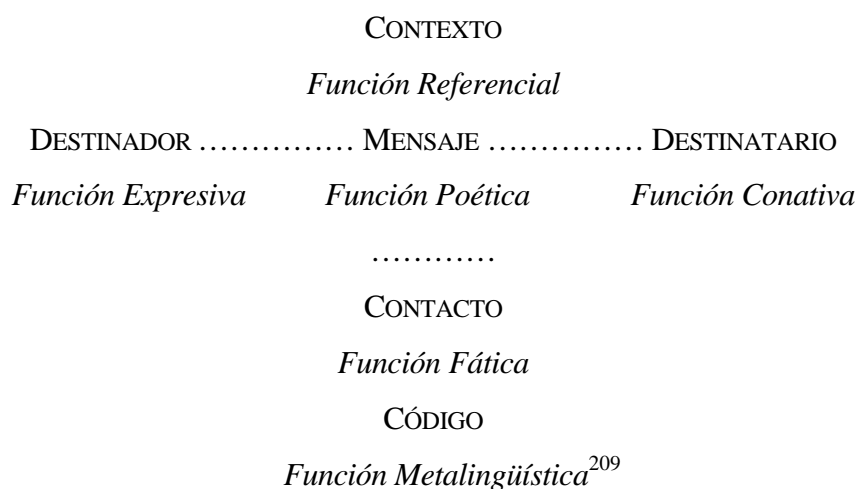 CONTEXTO
Función Referencial
DESTINADOR …………… MENSAJE …………… DESTINATARIO
Función Expresiva Función Poética Función Conativa
…………
CONTACTO
Función Fática
CÓDIGO
Función Metalingüística209